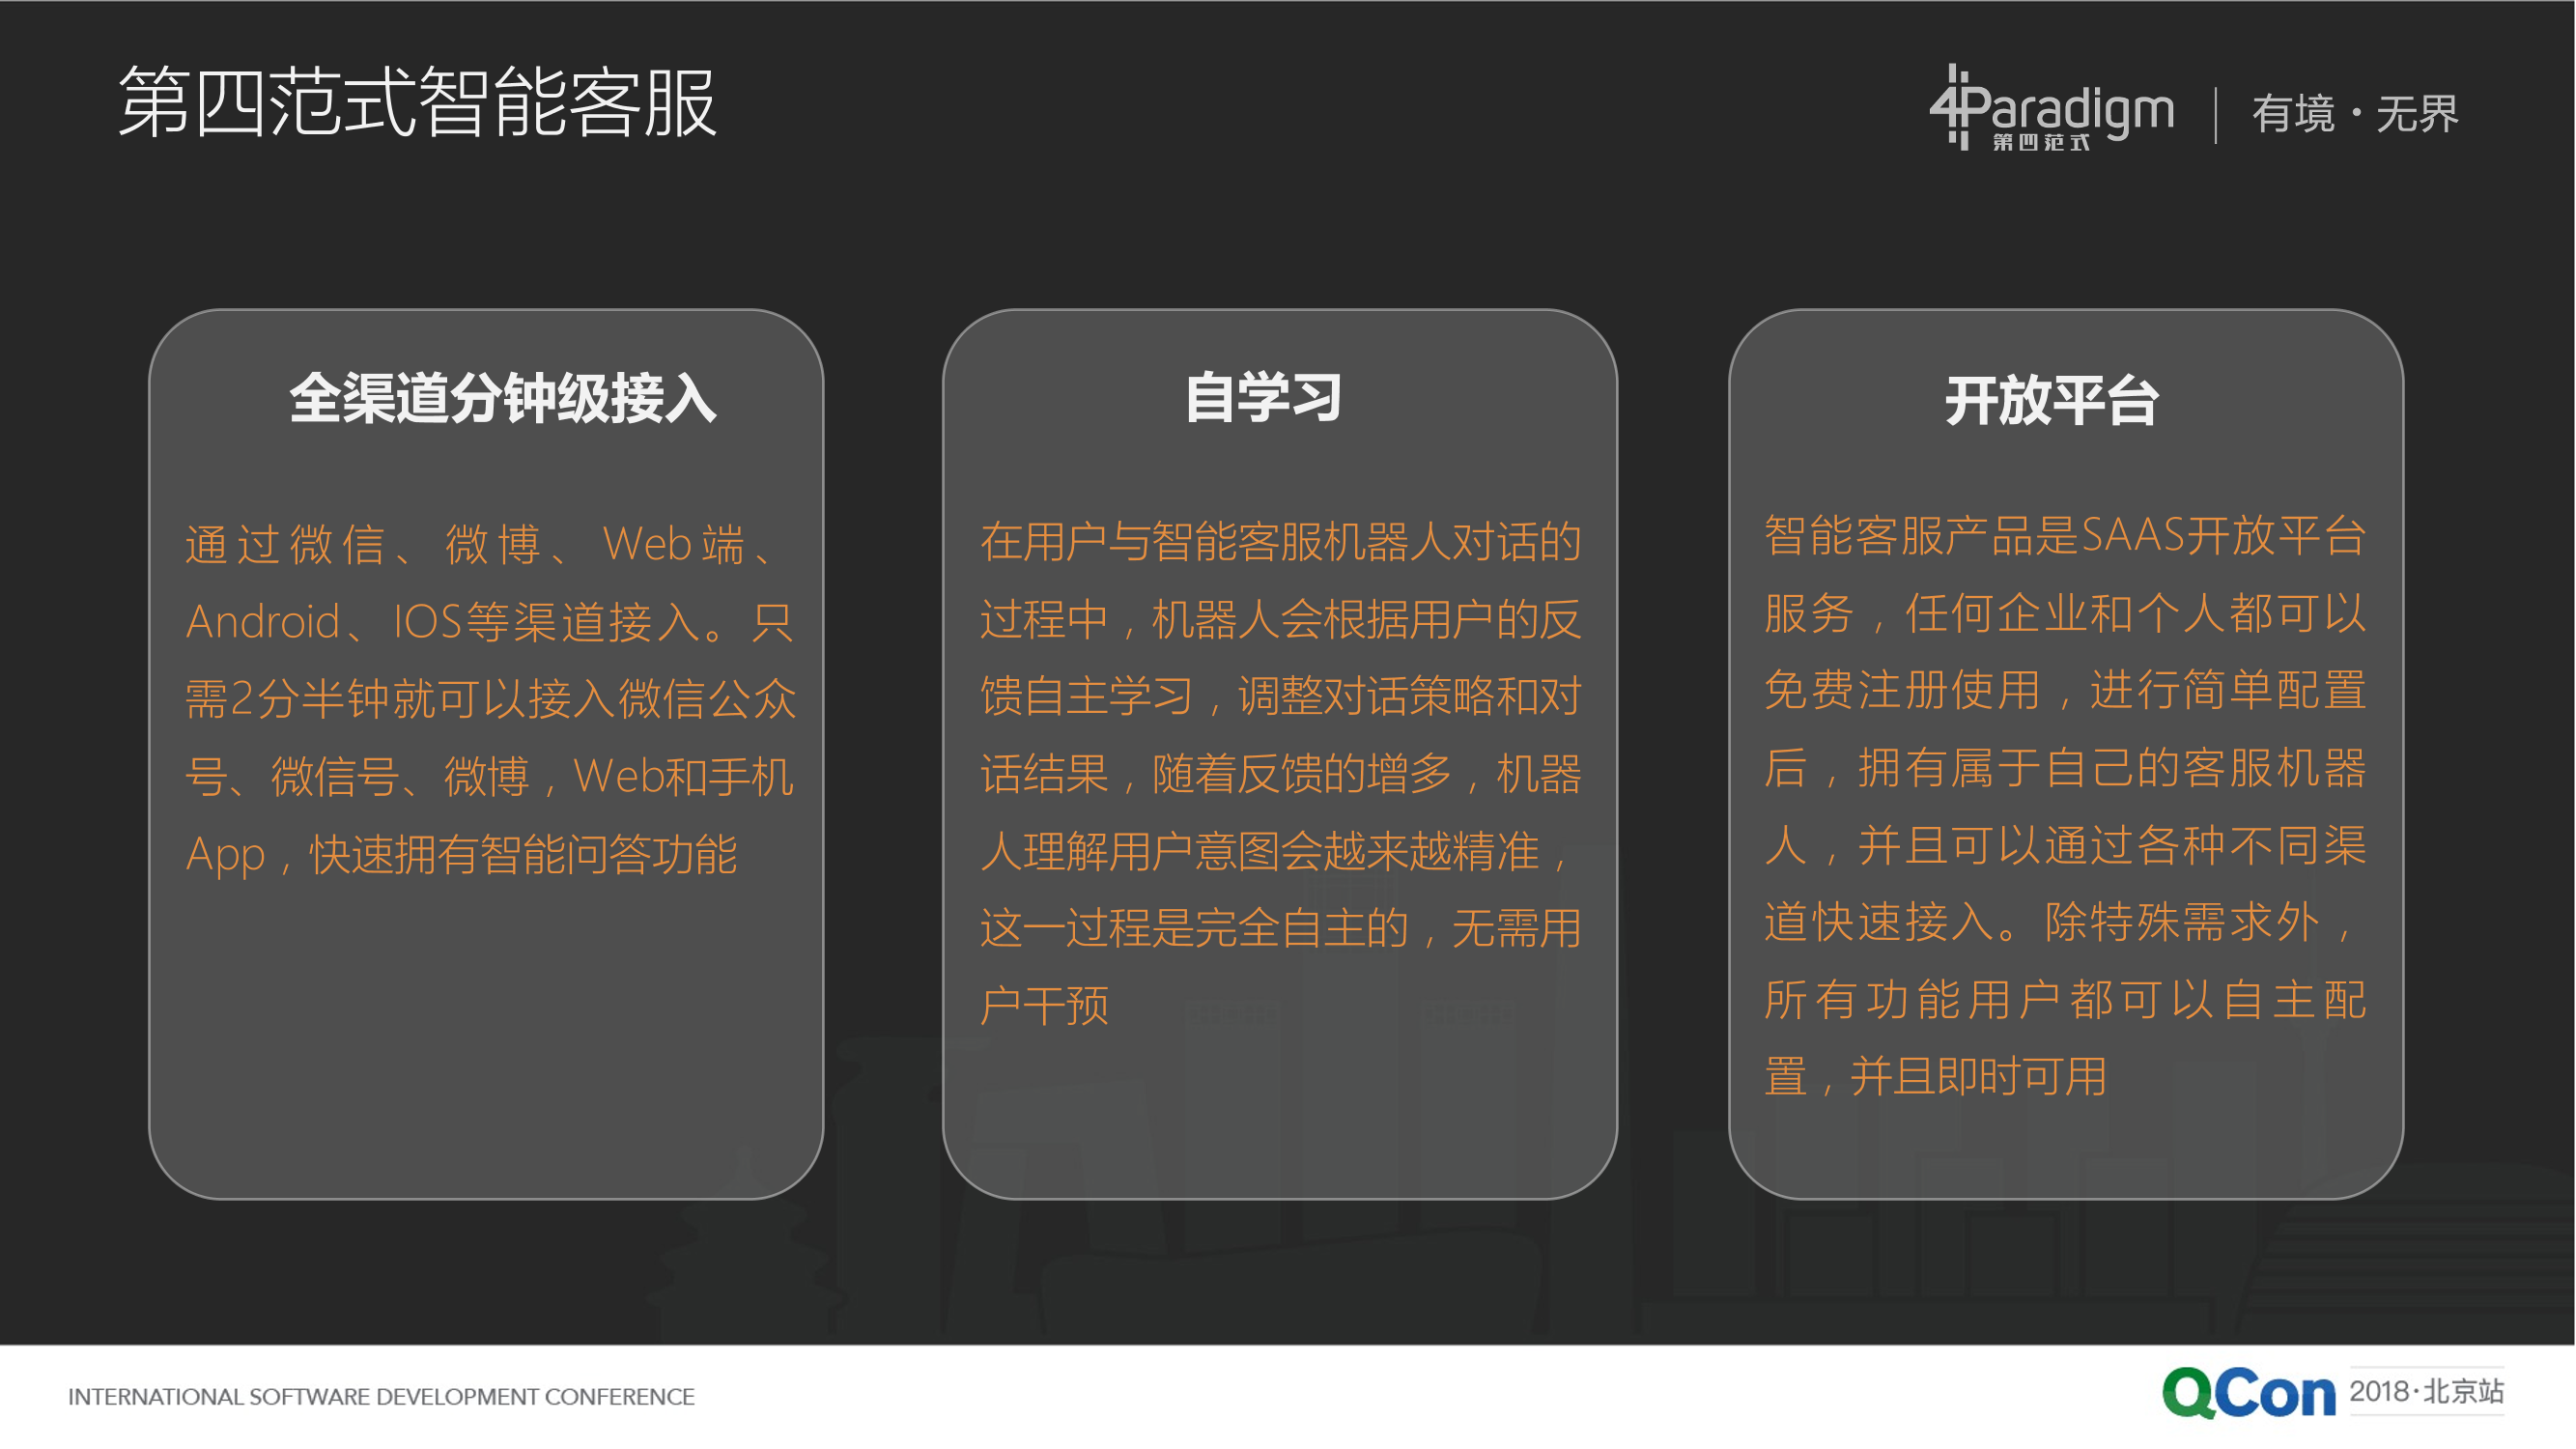 第四范式智能客服
4Paradigm
第四范式
有境·无界
全渠道分钟级接入
通过微信、微博、Web端、
Android、IOS等渠道接入。只
需2分半钟就可以接入微信公众
号、微信号、微博，Web和手机
App，快速拥有智能问答功能
自学习
在用户与智能客服机器人对话的
过程中，机器人会根据用户的反
馈自主学习，调整对话策略和对
话结果，随着反馈的增多，机器
人理解用户意图会越来越精准，
这一过程是完全自主的，无需用
户干预
开放平台
智能客服产品是SAAS开放平台
服务，任何企业和个人都可以
免费注册使用，进行简单配置
后，拥有属于自己的客服机器
人，并且可以通过各种不同渠
道快速接入。除特殊需求外，
所有功能用户都可以自主配
置，并且即时可用
INTERNATIONAL SOFTWARE DEVELOPMENT CONFERENCE
QCon 2018·北京站